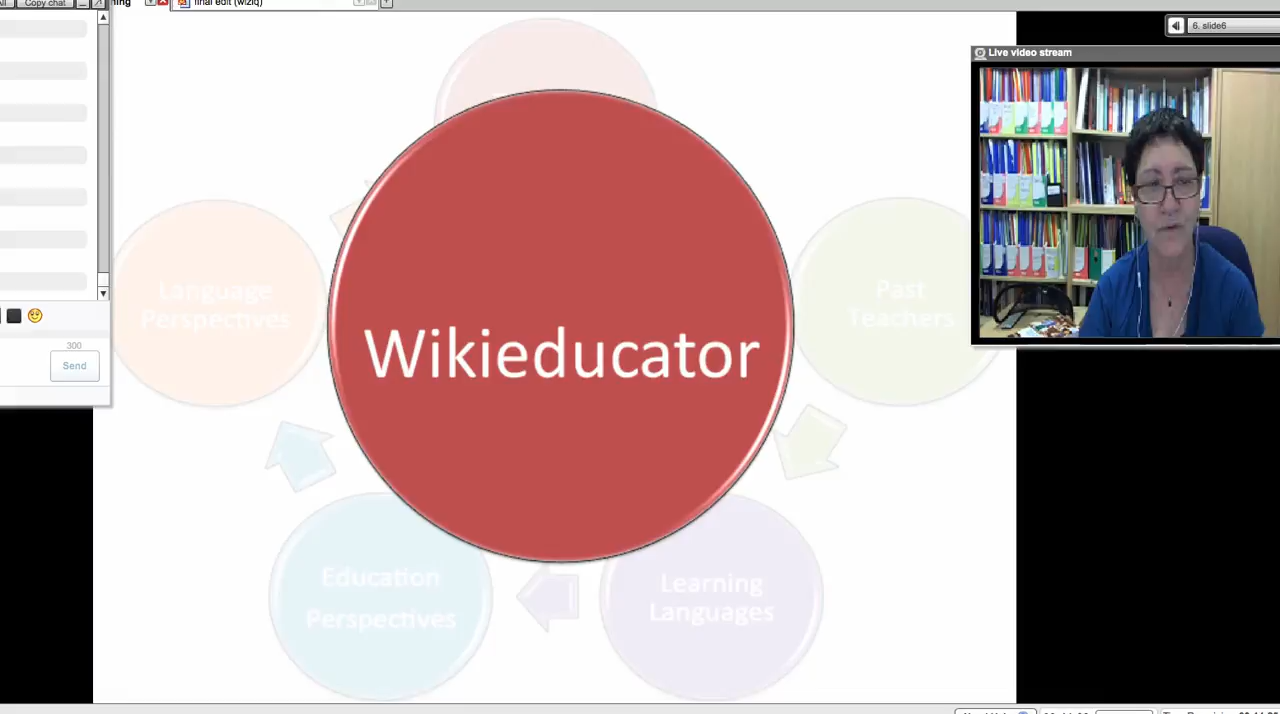 Copy chat
final edit (wiziq)
6. slide6
Live video stream
Wikieducator
Language
Perspectives
Past
Teachers
300
Send
Education
Perspectives
Learning
Languages